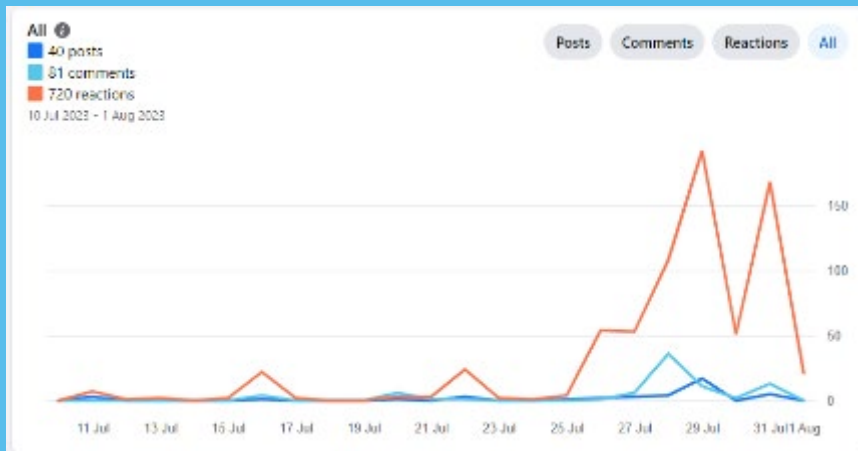 All
40 posts
81 comments
720 reactions
10 Jul 2023 - 1 Aug 2023
Posts Comments Reactions All
150
100
50
0
11 Jul 13 Jul 15 Jul 17 Jul 19 Jul 21 Jul 23 Jul 25 Jul 27 Jul 29 Jul 31 Jul 1 Aug